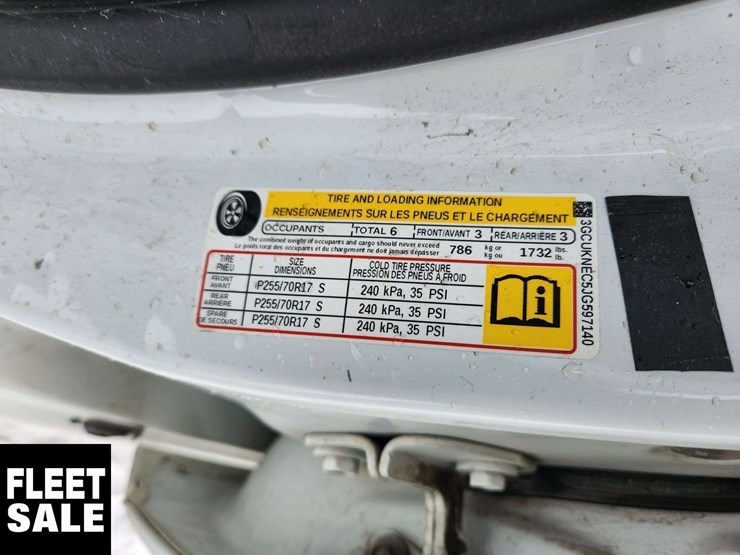 TIRE AND LOADING INFORMATION
RENSEIGNEMENTS SUR LES PNEUS ET LE CHARGEMENT
OCCUPANTS TOTAL 6 FRONT/AVANT 3 REAR/ARRIÈRE 3
The combined weight of occupants and cargo should never exceed 786 kg or 1732 lbs.
Le poids total des occupants et du chargement ne doit jamais dépasser kg ou lb.
TIRE SIZE COLD TIRE PRESSURE
PNEU DIMENSIONS PRESSION DES PNEUS À FROID
FRONT AVANT P255/70R17 S 240 kPa, 35 PSI
REAR ARRIÈRE P255/70R17 S 240 kPa, 35 PSI
SPARE DE SECOURS P255/70R17 S 240 kPa, 35 PSI
3GCUKNEC5JG597140
FLEET
SALE